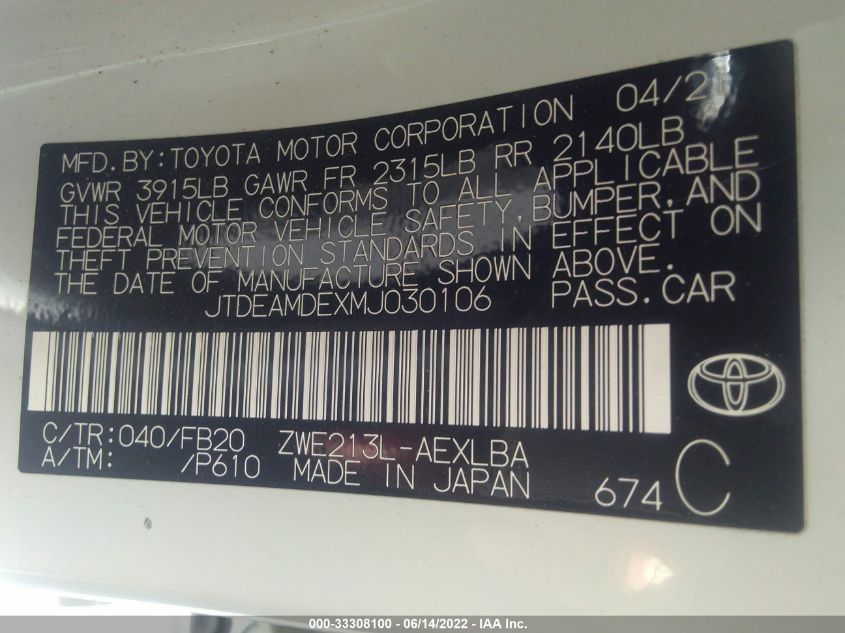 MFD. BY: TOYOTA MOTOR CORPORATION 04/21
GVWR 3915LB GAWR FR 2315LB RR 2140LB
THIS VEHICLE CONFORMS TO ALL APPLICABLE
FEDERAL MOTOR VEHICLE SAFETY, BUMPER, AND
THEFT PREVENTION STANDARDS IN EFFECT ON
THE DATE OF MANUFACTURE SHOWN ABOVE.
JTDEAMDEXMJ030106 PASS. CAR
C/TR: 040/FB20 ZWE213L-AEXLBA
A/TM: /P610 MADE IN JAPAN 674 C
000-33308100 - 06/14/2022 - IAA Inc.